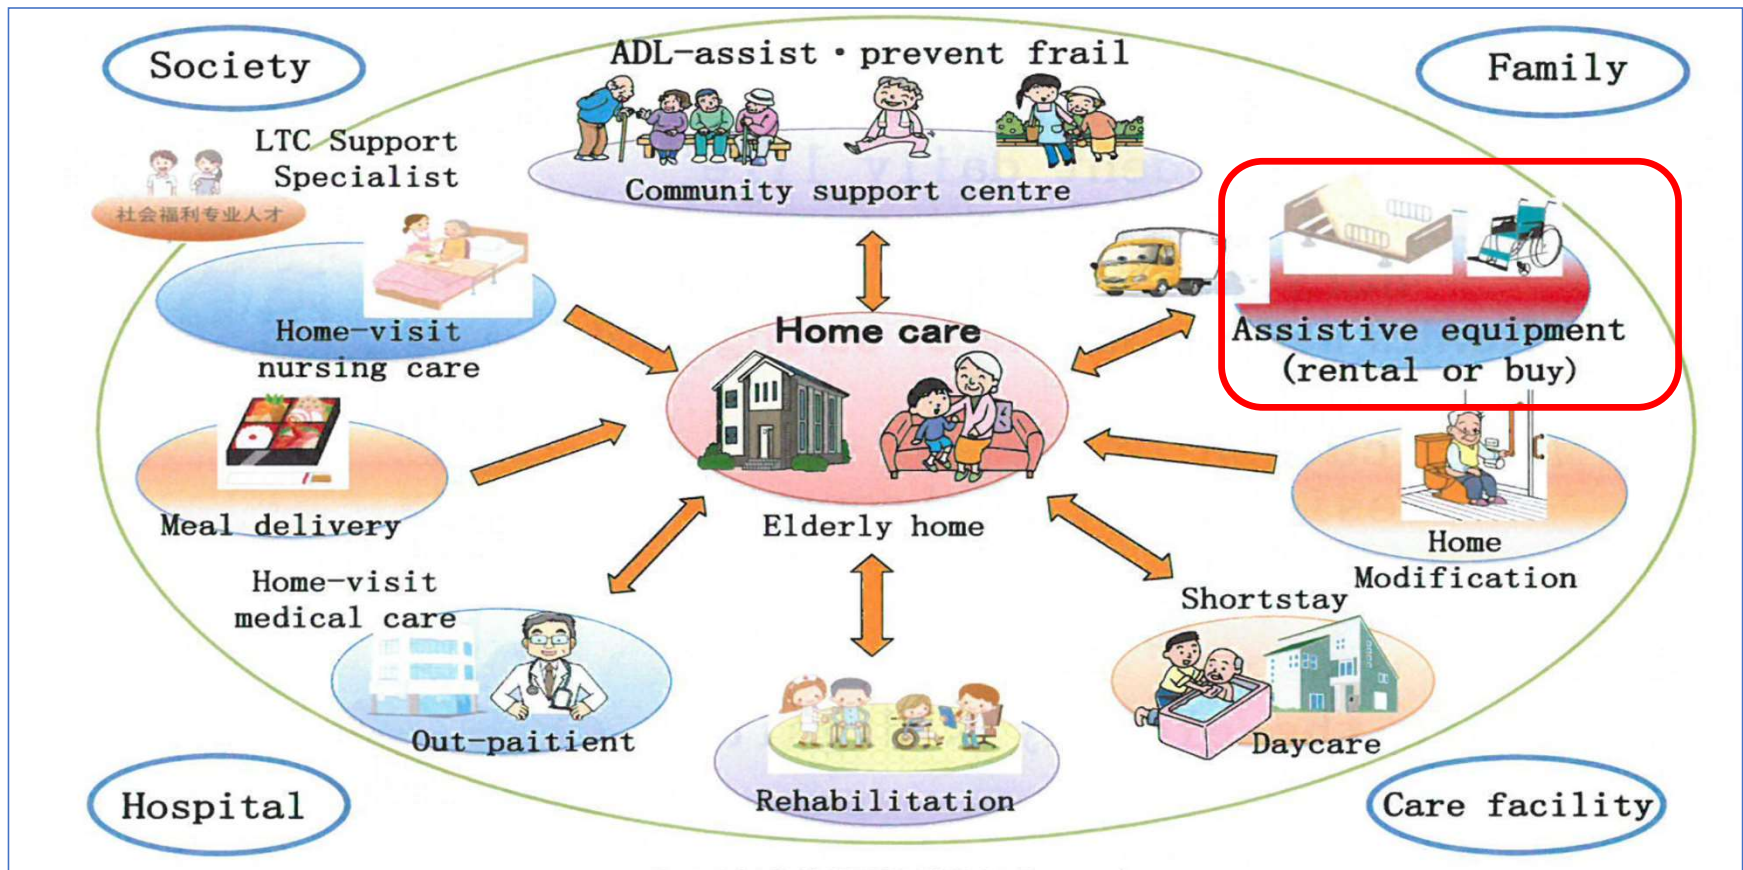 Society
ADL-assist・prevent frail
Family
LTC Support
Specialist
社会福利专业人才
Community support centre
Home-visit
nursing care
Home care
Assistive equipment
(rental or buy)
Meal delivery
Elderly home
Home
Modification
Home-visit
medical care
Shortstay
Out-paitient
Daycare
Rehabilitation
Hospital
Care facility